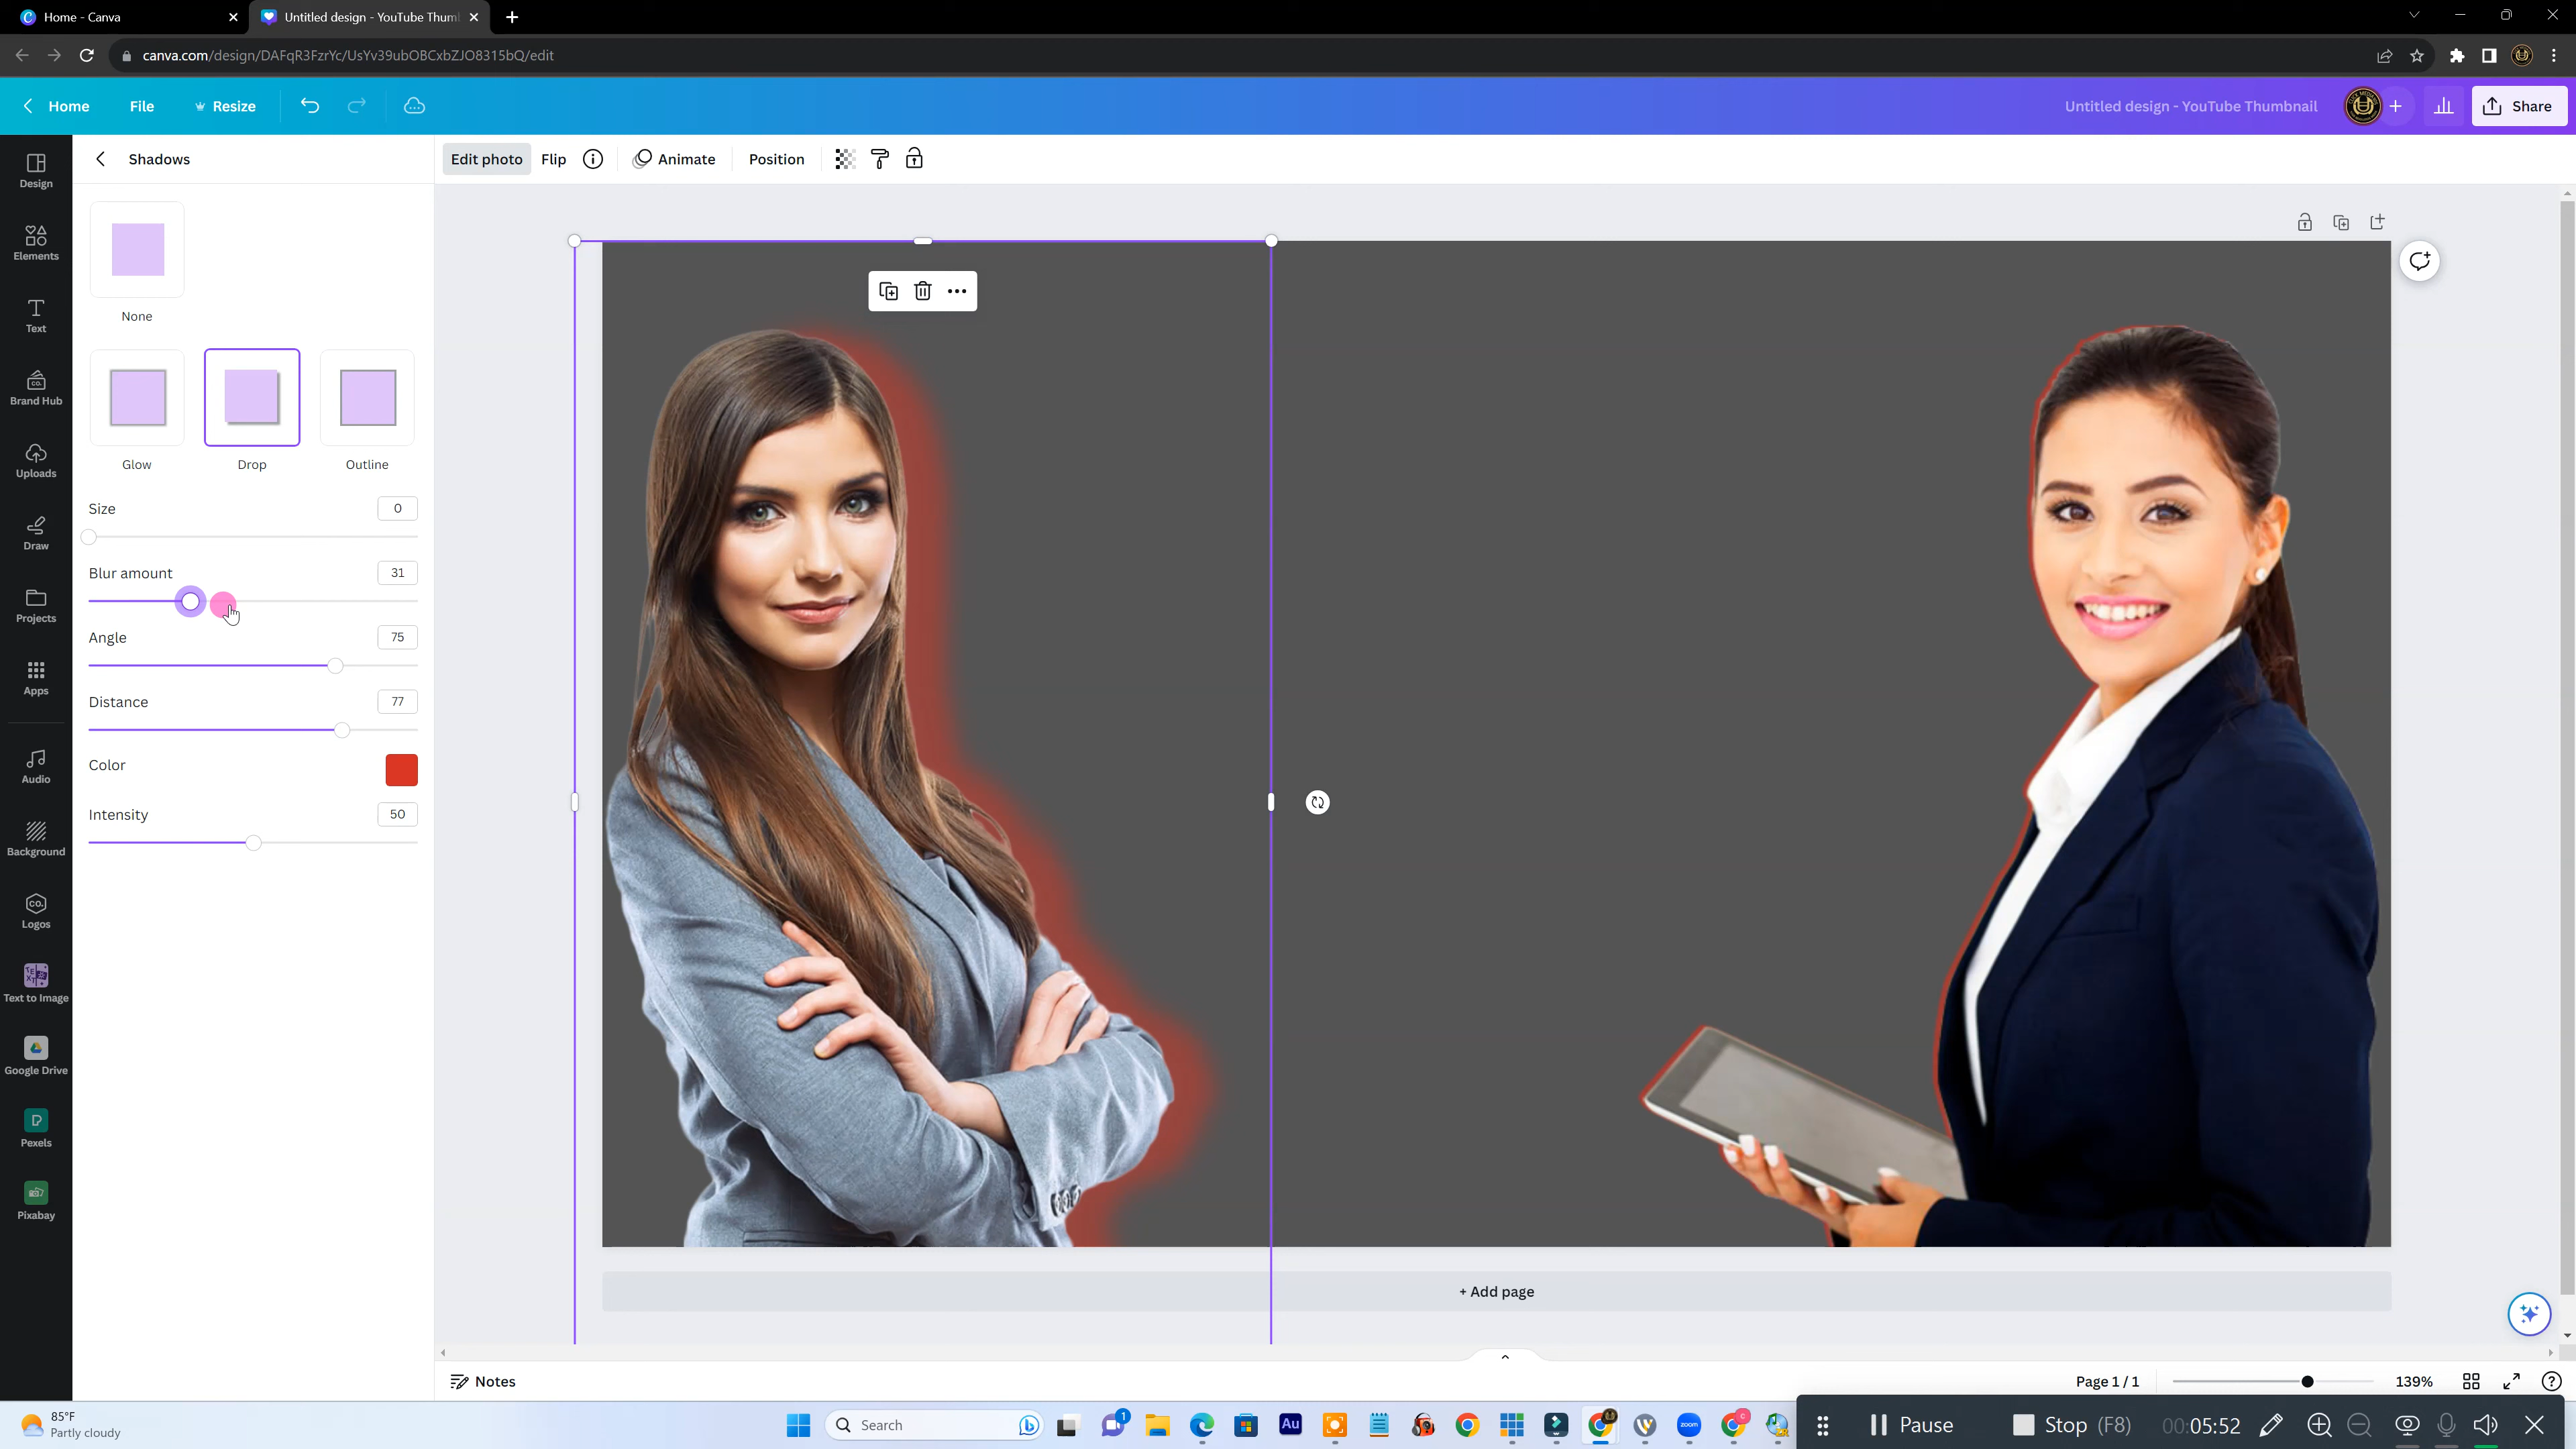 Home - Canva
Untitled design - YouTube Thum
canva.com/design/DAFqR3FzrYc/UsYv39ubOBCxbZJO8315bQ/edit
Home
File
Resize
Untitled design - YouTube Thumbnail
Share
Design
Elements
Text
Brand Hub
Uploads
Draw
Projects
Apps
Audio
Background
Logos
Text to Image
Google Drive
Pexels
Pixabay
Shadows
None
Glow
Drop
Outline
Size
0
Blur amount
31
Angle
75
Distance
77
Color
Intensity
50
Edit photo
Flip
Animate
Position
+ Add page
Notes
Page 1 / 1
139%
85°F
Partly cloudy
Search
1
Au
zoom
Pause
Stop (F8)
00:05:52